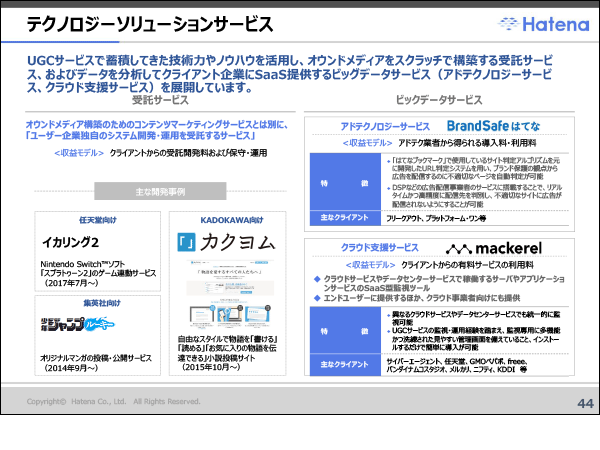 テクノロジーソリューションサービス
Hatena
UGCサービスで蓄積してきた技術力やノウハウを活用し、オウンドメディアをスクラッチで構築する受託サービ
ス、およびデータを分析してクライアント企業にSaaS提供するビッグデータサービス（アドテクノロジーサービ
ス、クラウド支援サービス）を展開しています。
受託サービス
オウンドメディア構築のためのコンテンツマーケティングサービスとは別に、
「ユーザー企業独自のシステム開発・運用を受託するサービス」
<収益モデル> クライアントからの受託開発料および保守・運用
主な開発事例
任天堂向け
イカリング2
Nintendo Switch™ソフト
「スプラトゥーン2」のゲーム連動サービス
（2017年7月～）
集英社向け
少年ジャンプルーキー
オリジナルマンガの投稿・公開サービス
（2014年9月～）
KADOKAWA向け
カクヨム
「物語を愛するすべての人たちへ」
自由なスタイルで物語を「書ける」
「読める」「お気に入りの物語を伝
達できる」小説投稿サイト
（2015年10月～）
ビックデータサービス
アドテクノロジーサービス BrandSafe はてな
<収益モデル> アドテク業者から得られる導入料・利用料
特 徴
「はてなブックマーク」で使用しているサイト判定アルゴリズムを元
に開発したURL判定システムを用い、ブランド保護の観点から
広告を配信するのに不適切なページを自動判定が可能
DSPなどの広告配信事業者のサービスに搭載することで、リアル
タイムかつ高精度に配信先を判別し、不適切なサイトに広告が
配信されないようにすることが可能
主なクライアント
フリークアウト、プラットフォーム・ワン等
クラウド支援サービス mackerel
<収益モデル> クライアントからの有料サービスの利用料
クラウドサービスやデータセンターサービスで稼働するサーバやアプリケーショ
ンサービスのSaaS型監視ツール
エンドユーザーに提供するほか、クラウド事業者向けにも提供
特 徴
異なるクラウドサービスやデータセンターサービスでも統一的に監
視可能
UGCサービスの監視・運用経験を踏まえ、監視専用に多機能
かつ洗練された見やすい管理画面を備えていること、インストー
ルするだけで簡単に導入が可能
主なクライアント
サイバーエージェント、任天堂、GMOペパボ、freee、
バンダイナムコスタジオ、メルカリ、ニフティ、KDDI 等
Copyright© Hatena Co., Ltd. All Rights Reserved.
44